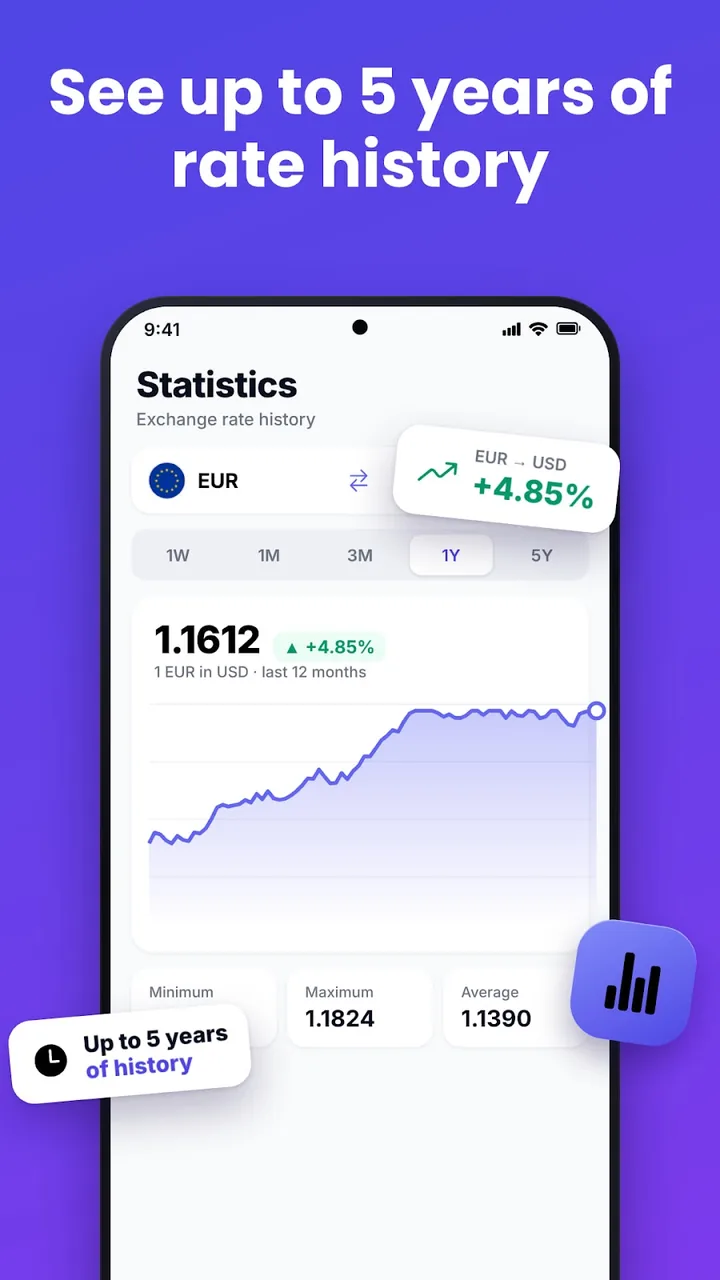 See up to 5 years of
rate history
9:41
Statistics
Exchange rate history
EUR
EUR → USD
+4.85%
1W 1M 3M 1Y 5Y
1.1612 ▲ +4.85%
1 EUR in USD · last 12 months
Minimum Maximum Average
1.1824 1.1390
Up to 5 years
of history